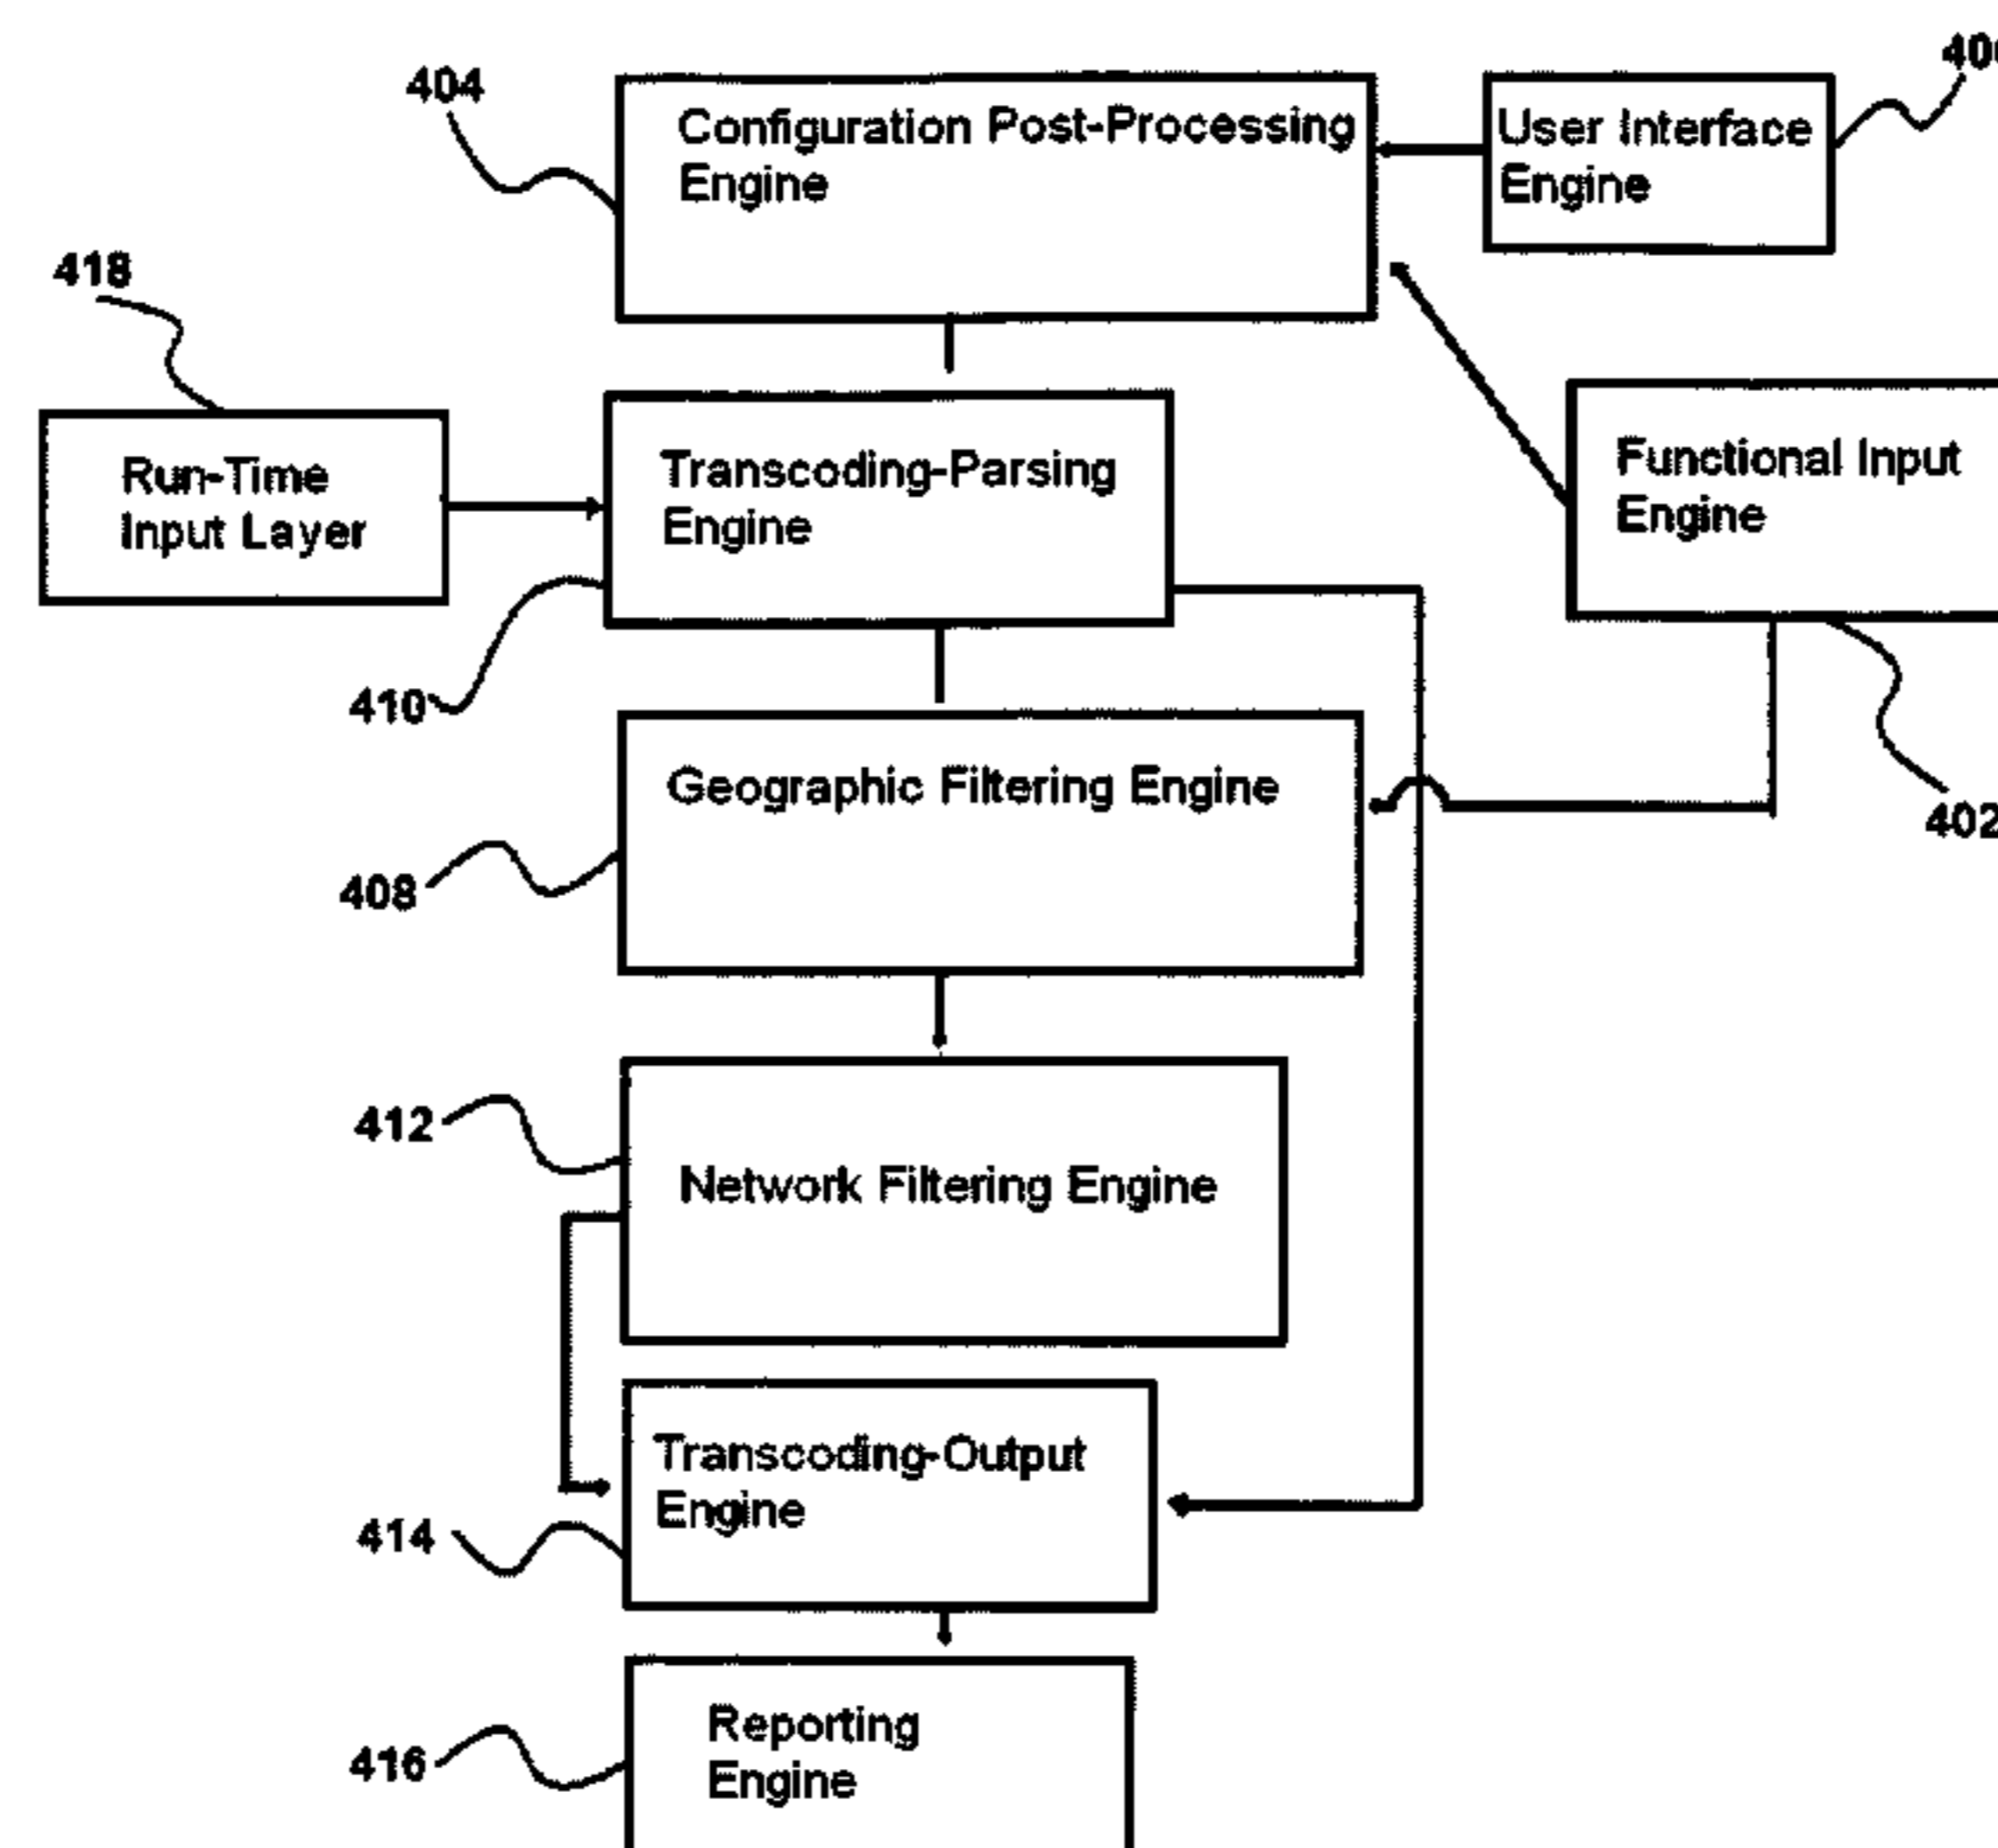 404
Configuration Post-Processing
Engine
User Interface
Engine
418
Run-Time
Input Layer
Transcoding-Parsing
Engine
Functional Input
Engine
410
Geographic Filtering Engine
402
408
412
Network Filtering Engine
Transcoding-Output
Engine
414
Reporting
Engine
416